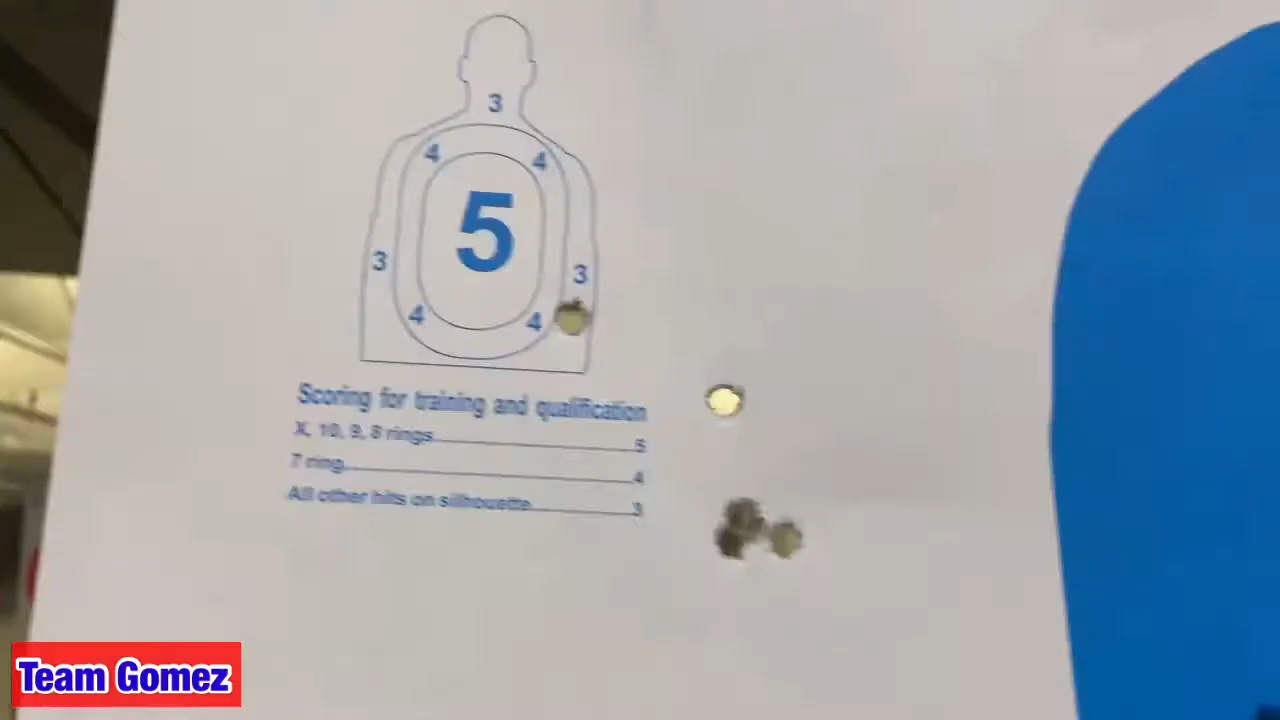 3
4 4
5
3 3
4 4
Scoring for training and qualification
X, 10, 9, 8 rings 5
7 ring 4
All other hits on silhouette 3
Team Gomez